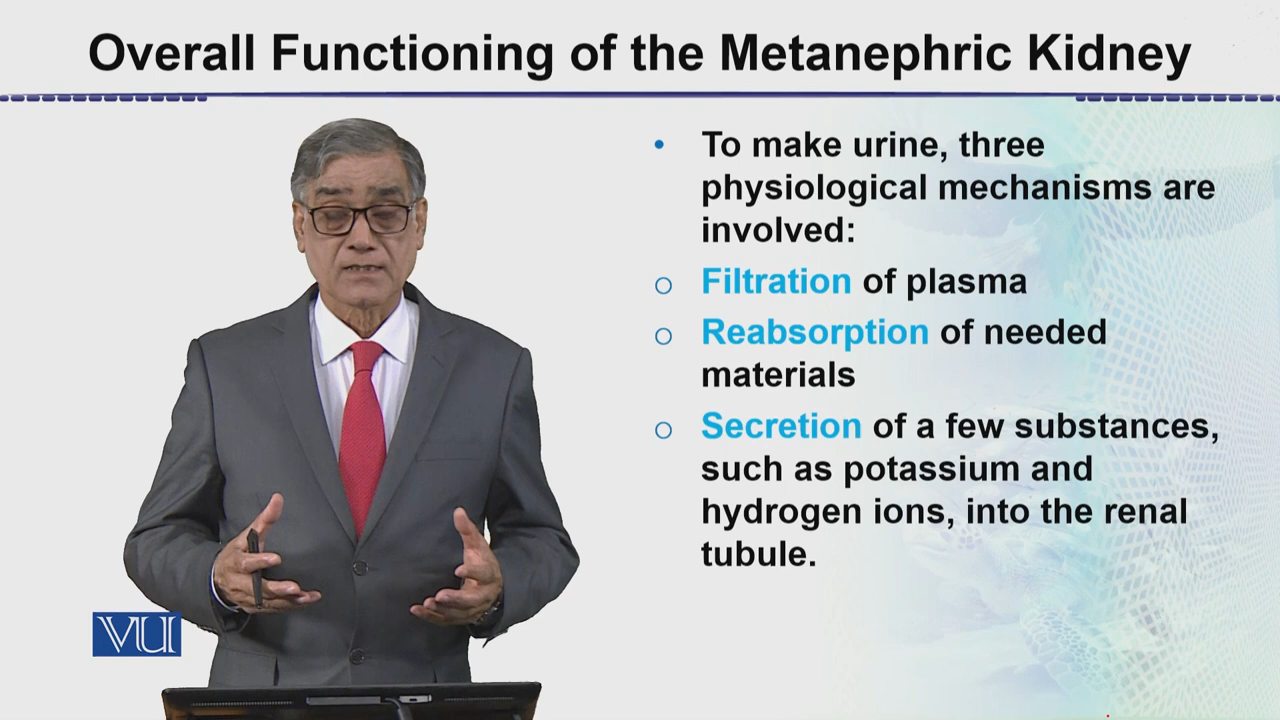 Overall Functioning of the Metanephric Kidney
• To make urine, three
physiological mechanisms are
involved:
o Filtration of plasma
o Reabsorption of needed
materials
o Secretion of a few substances,
such as potassium and
hydrogen ions, into the renal
tubule.
VU